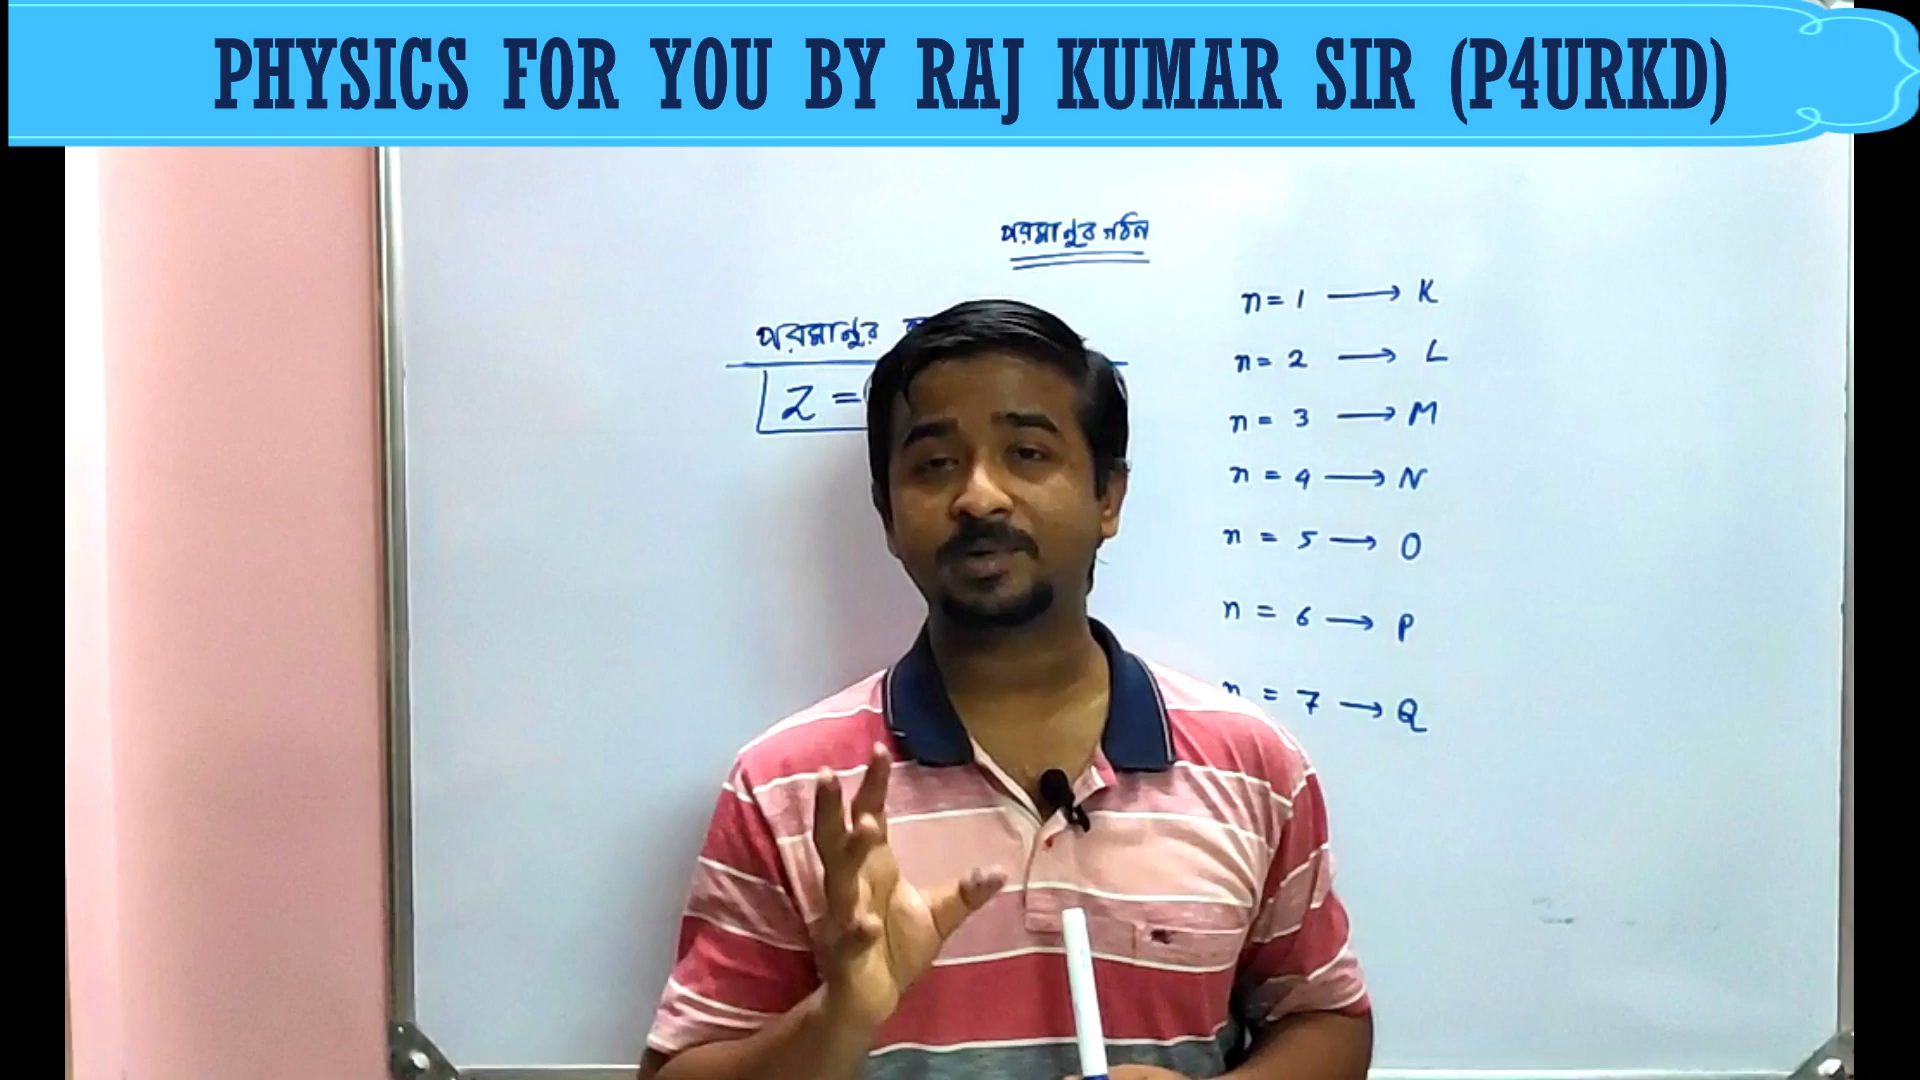 PHYSICS FOR YOU BY RAJ KUMAR SIR (P4URKD)
পরমানুর গঠন
পরমানুর
Z =
n = 1 → K
n = 2 → L
n = 3 → M
n = 4 → N
n = 5 → O
n = 6 → P
n = 7 → Q